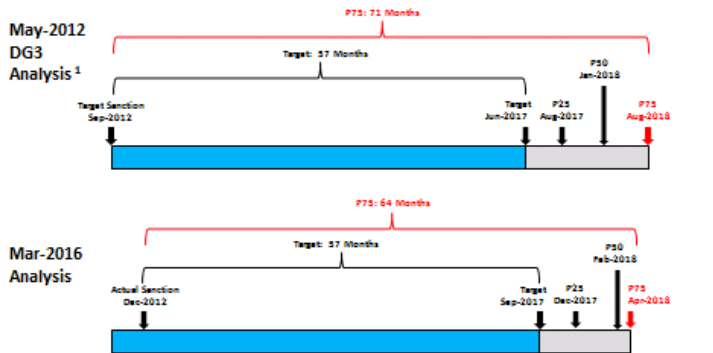 May-2012
DG3
Analysis 1
P75: 71 Months
Target: 57 Months
Target Sanction
Sep-2012
Target
Jun-2017
P25
Aug-2017
P50
Jan-2018
P75
Aug-2018
Mar-2016
Analysis
P75: 64 Months
Target: 57 Months
Actual Sanction
Dec-2012
Target
Sep-2017
P25
Dec-2017
P50
Feb-2018
P75
Apr-2018